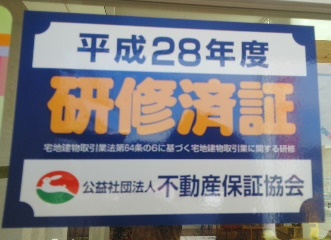 平成28年度
研修済証
宅地建物取引業法第64条の6に基づく宅地建物取引業に関する研修
公益社団法人 不動産保証協会